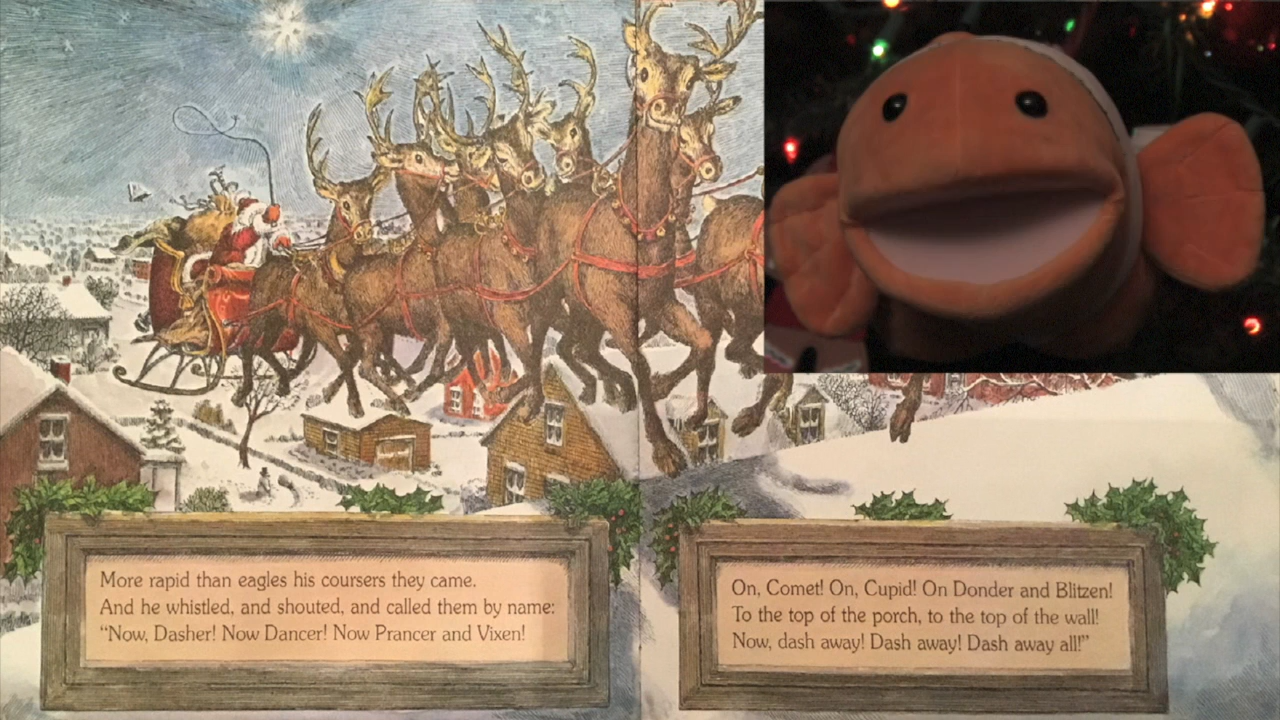 More rapid than eagles his coursers they came.
And he whistled, and shouted, and called them by name:
“Now, Dasher! Now Dancer! Now Prancer and Vixen!
On, Comet! On, Cupid! On Donder and Blitzen!
To the top of the porch, to the top of the wall!
Now, dash away! Dash away! Dash away all!”